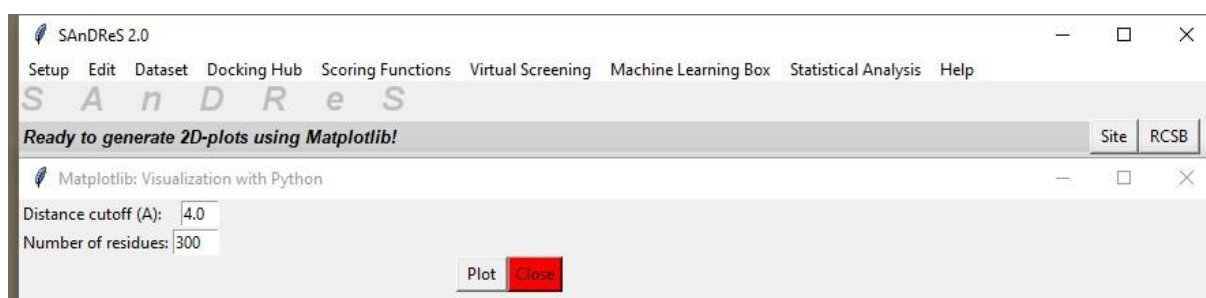 SAnDReS 2.0
Setup Edit Dataset Docking Hub Scoring Functions Virtual Screening Machine Learning Box Statistical Analysis Help
S A n D R e S
Ready to generate 2D-plots using Matplotlib!
Site RCSB
Matplotlib: Visualization with Python
Distance cutoff (A): 4.0
Number of residues: 300
Plot Close